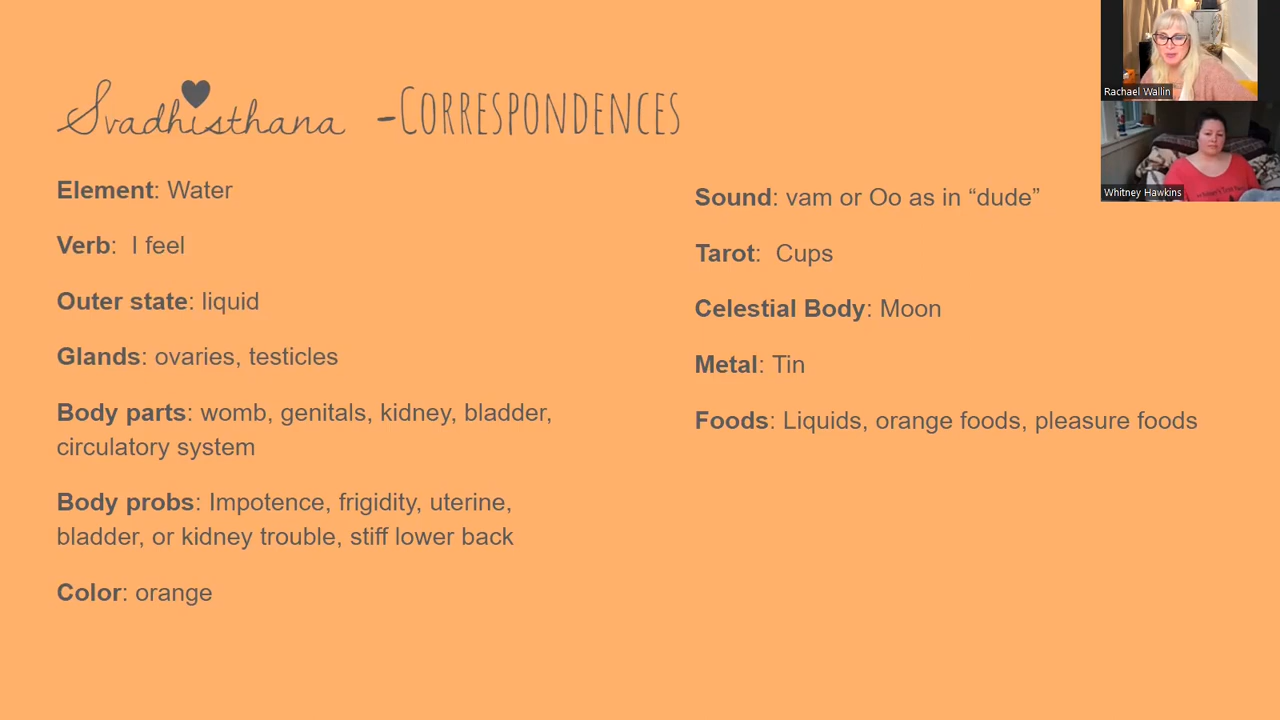 Svadhisthana -CORRESPONDENCES
Element: Water
Verb:  I feel
Outer state: liquid
Glands: ovaries, testicles
Body parts: womb, genitals, kidney, bladder,
circulatory system
Body probs: Impotence, frigidity, uterine,
bladder, or kidney trouble, stiff lower back
Color: orange
Sound: vam or Oo as in “dude”
Tarot:  Cups
Celestial Body: Moon
Metal: Tin
Foods: Liquids, orange foods, pleasure foods
Rachael Wallin
Whitney Hawkins